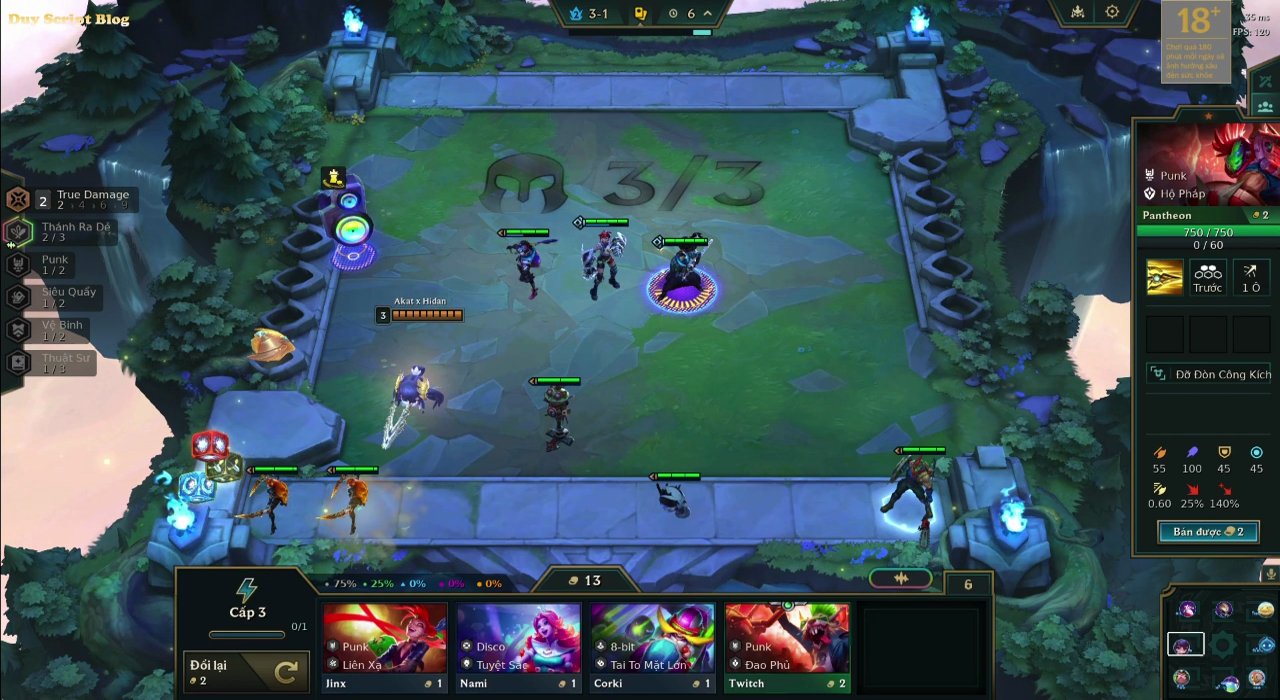 Duy Script Blog
3-1
6
18+
Chơi quá 180
phút một ngày sẽ
ảnh hưởng xấu
đến sức khỏe
35 ms
FPS: 120
3/3
2
True Damage
2 4 6 9
Thánh Ra Dẻ
2 / 3
Punk
1 / 2
Siêu Quẩy
1 / 2
Vệ Binh
1 / 2
Thuật Sư
1 / 3
Akat x Hidan
3
Punk
Hộ Pháp
Pantheon
2
750 / 750
0 / 60
Trước
1 Ô
Đỡ Đòn Công Kích
55
100
45
45
0.60
25%
140%
Bán được 2
75% 25% 0% 0% 0%
13
6
Cấp 3
0/1
Đổi lại
2
Punk
Liên Xạ
Jinx
1
Disco
Tuyệt Sắc
Nami
1
8-bit
Tai To Mặt Lớn
Corki
1
Punk
Đao Phủ
Twitch
2